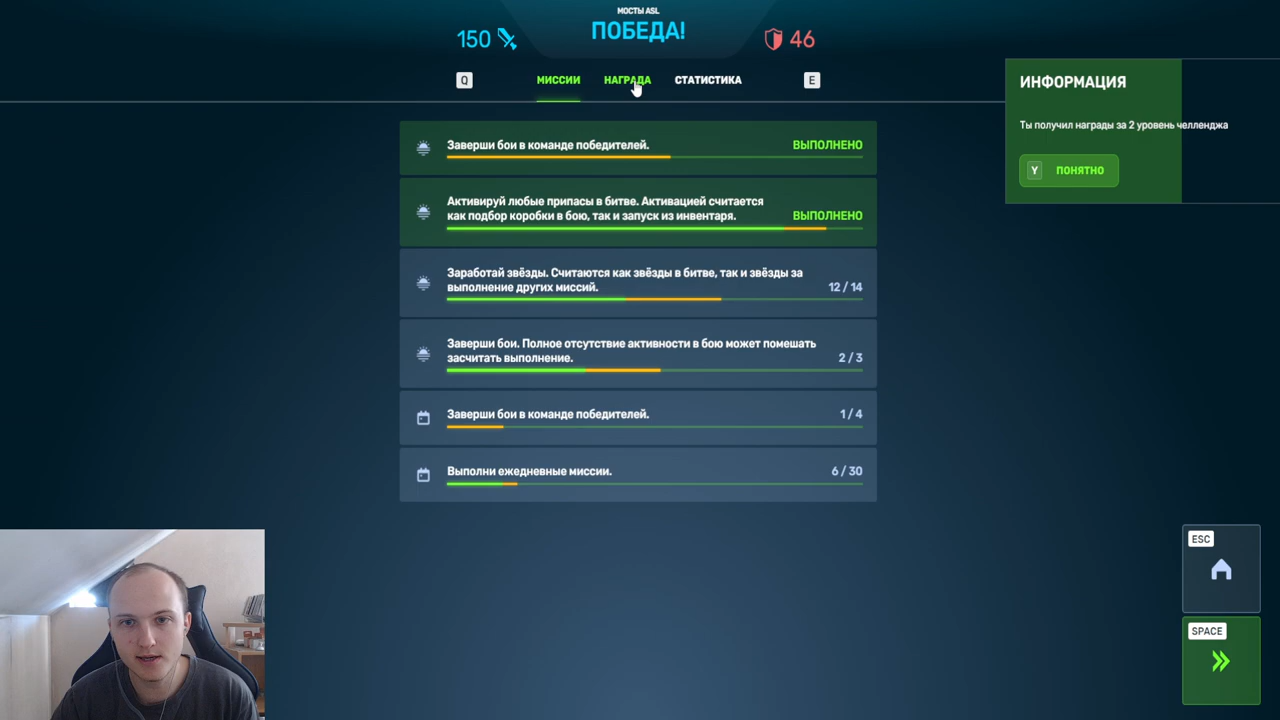 МОСТЫ ASL
150
ПОБЕДА!
46
Q
МИССИИ
НАГРАДА
СТАТИСТИКА
E
ИНФОРМАЦИЯ
Ты получил награды за 2 уровень челленджа
Y
ПОНЯТНО
Заверши бои в команде победителей.
ВЫПОЛНЕНО
Активируй любые припасы в битве. Активацией считается
как подбор коробки в бою, так и запуск из инвентаря.
ВЫПОЛНЕНО
Заработай звёзды. Считаются как звёзды в битве, так и звёзды за
выполнение других миссий.
12 / 14
Заверши бои. Полное отсутствие активности в бою может помешать
засчитать выполнение.
2 / 3
Заверши бои в команде победителей.
1 / 4
Выполни ежедневные миссии.
6 / 30
ESC
SPACE